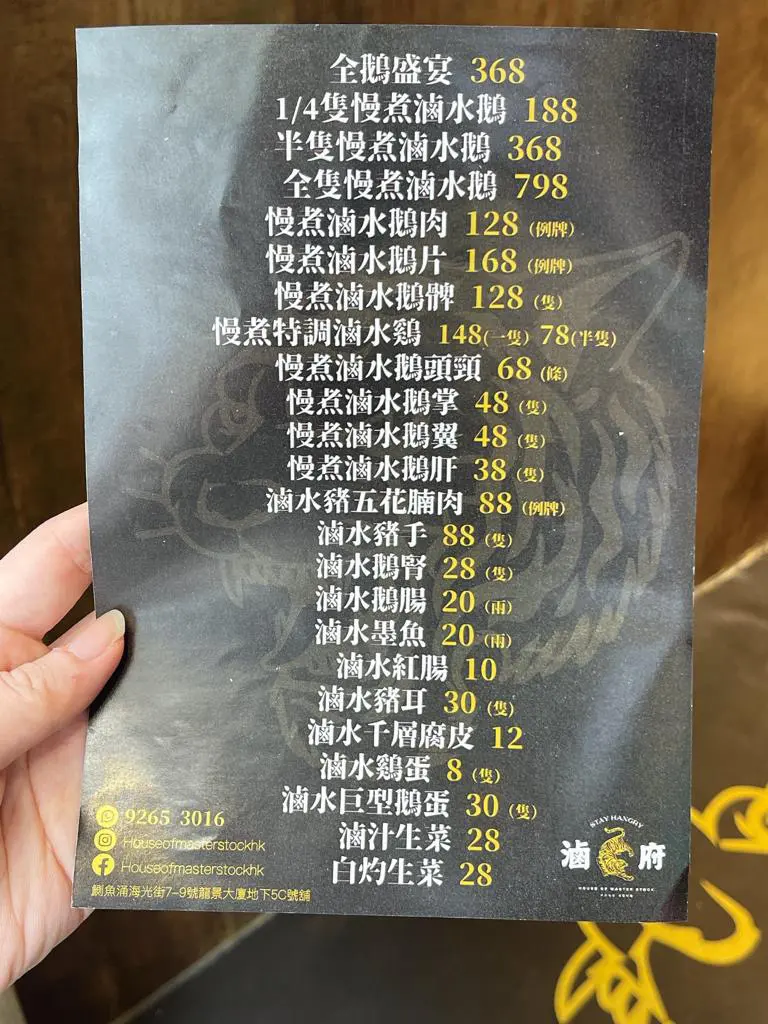 全鵝盛宴 368
1/4隻慢煮滷水鵝 188
半隻慢煮滷水鵝 368
全隻慢煮滷水鵝 798
慢煮滷水鵝肉 128 (例牌)
慢煮滷水鵝片 168 (例牌)
慢煮滷水鵝髀 128 (隻)
慢煮特調滷水鷄 148(一隻) 78(半隻)
慢煮滷水鵝頭頸 68 (條)
慢煮滷水鵝掌 48 (隻)
慢煮滷水鵝翼 48 (隻)
慢煮滷水鵝肝 38 (隻)
滷水豬五花腩肉 88 (例牌)
滷水豬手 88 (隻)
滷水鵝腎 28 (隻)
滷水鵝腸 20 (兩)
滷水墨魚 20 (兩)
滷水紅腸 10
滷水豬耳 30 (隻)
滷水千層腐皮 12
滷水鷄蛋 8 (隻)
滷水巨型鵝蛋 30 (隻)
滷汁生菜 28
白灼生菜 28
9265 3016
Houseofmasterstockhk
Houseofmasterstockhk
鰂魚涌海光街7-9號龍景大廈地下5C號舖
STAY HANGRY
滷府
HOUSE OF MASTER STOCK
HONG KONG